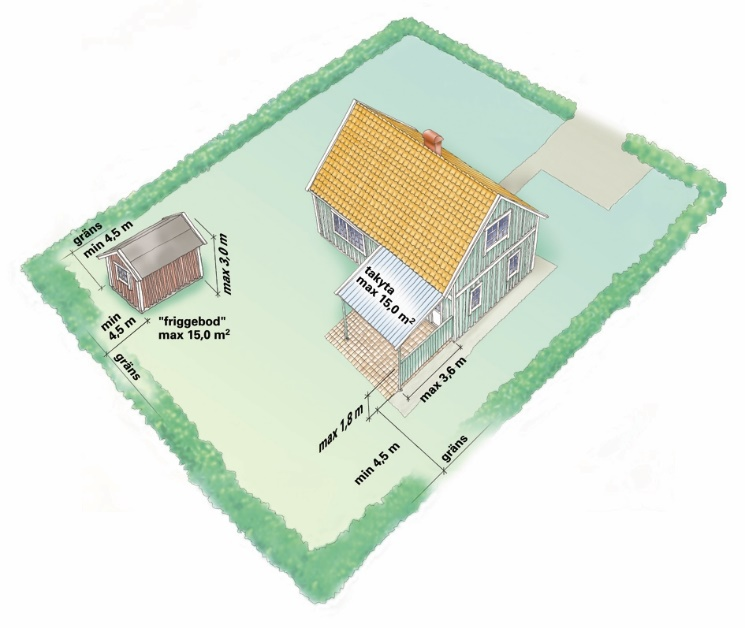 gräns
min 4,5 m
max 3,0 m
min
4,5 m
"friggebod"
max 15,0 m²
gräns
takyta
max 15,0 m²
max 3,6 m
max 1,8 m
min 4,5 m
gräns